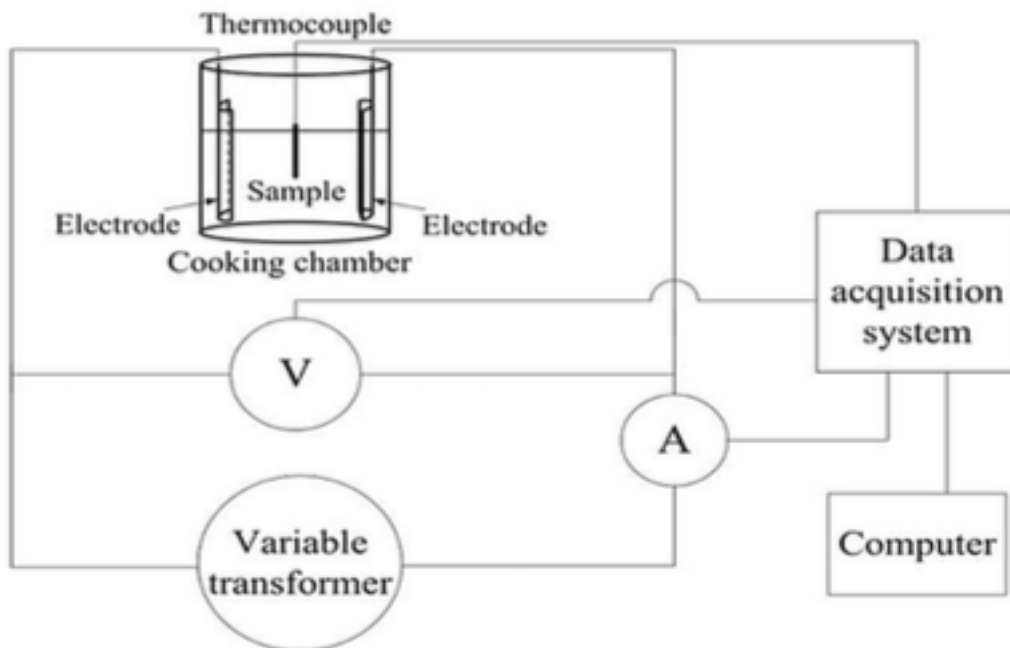 Thermocouple
Sample
Electrode
Electrode
Cooking chamber
Data
acquisition
system
V
A
Variable
transformer
Computer